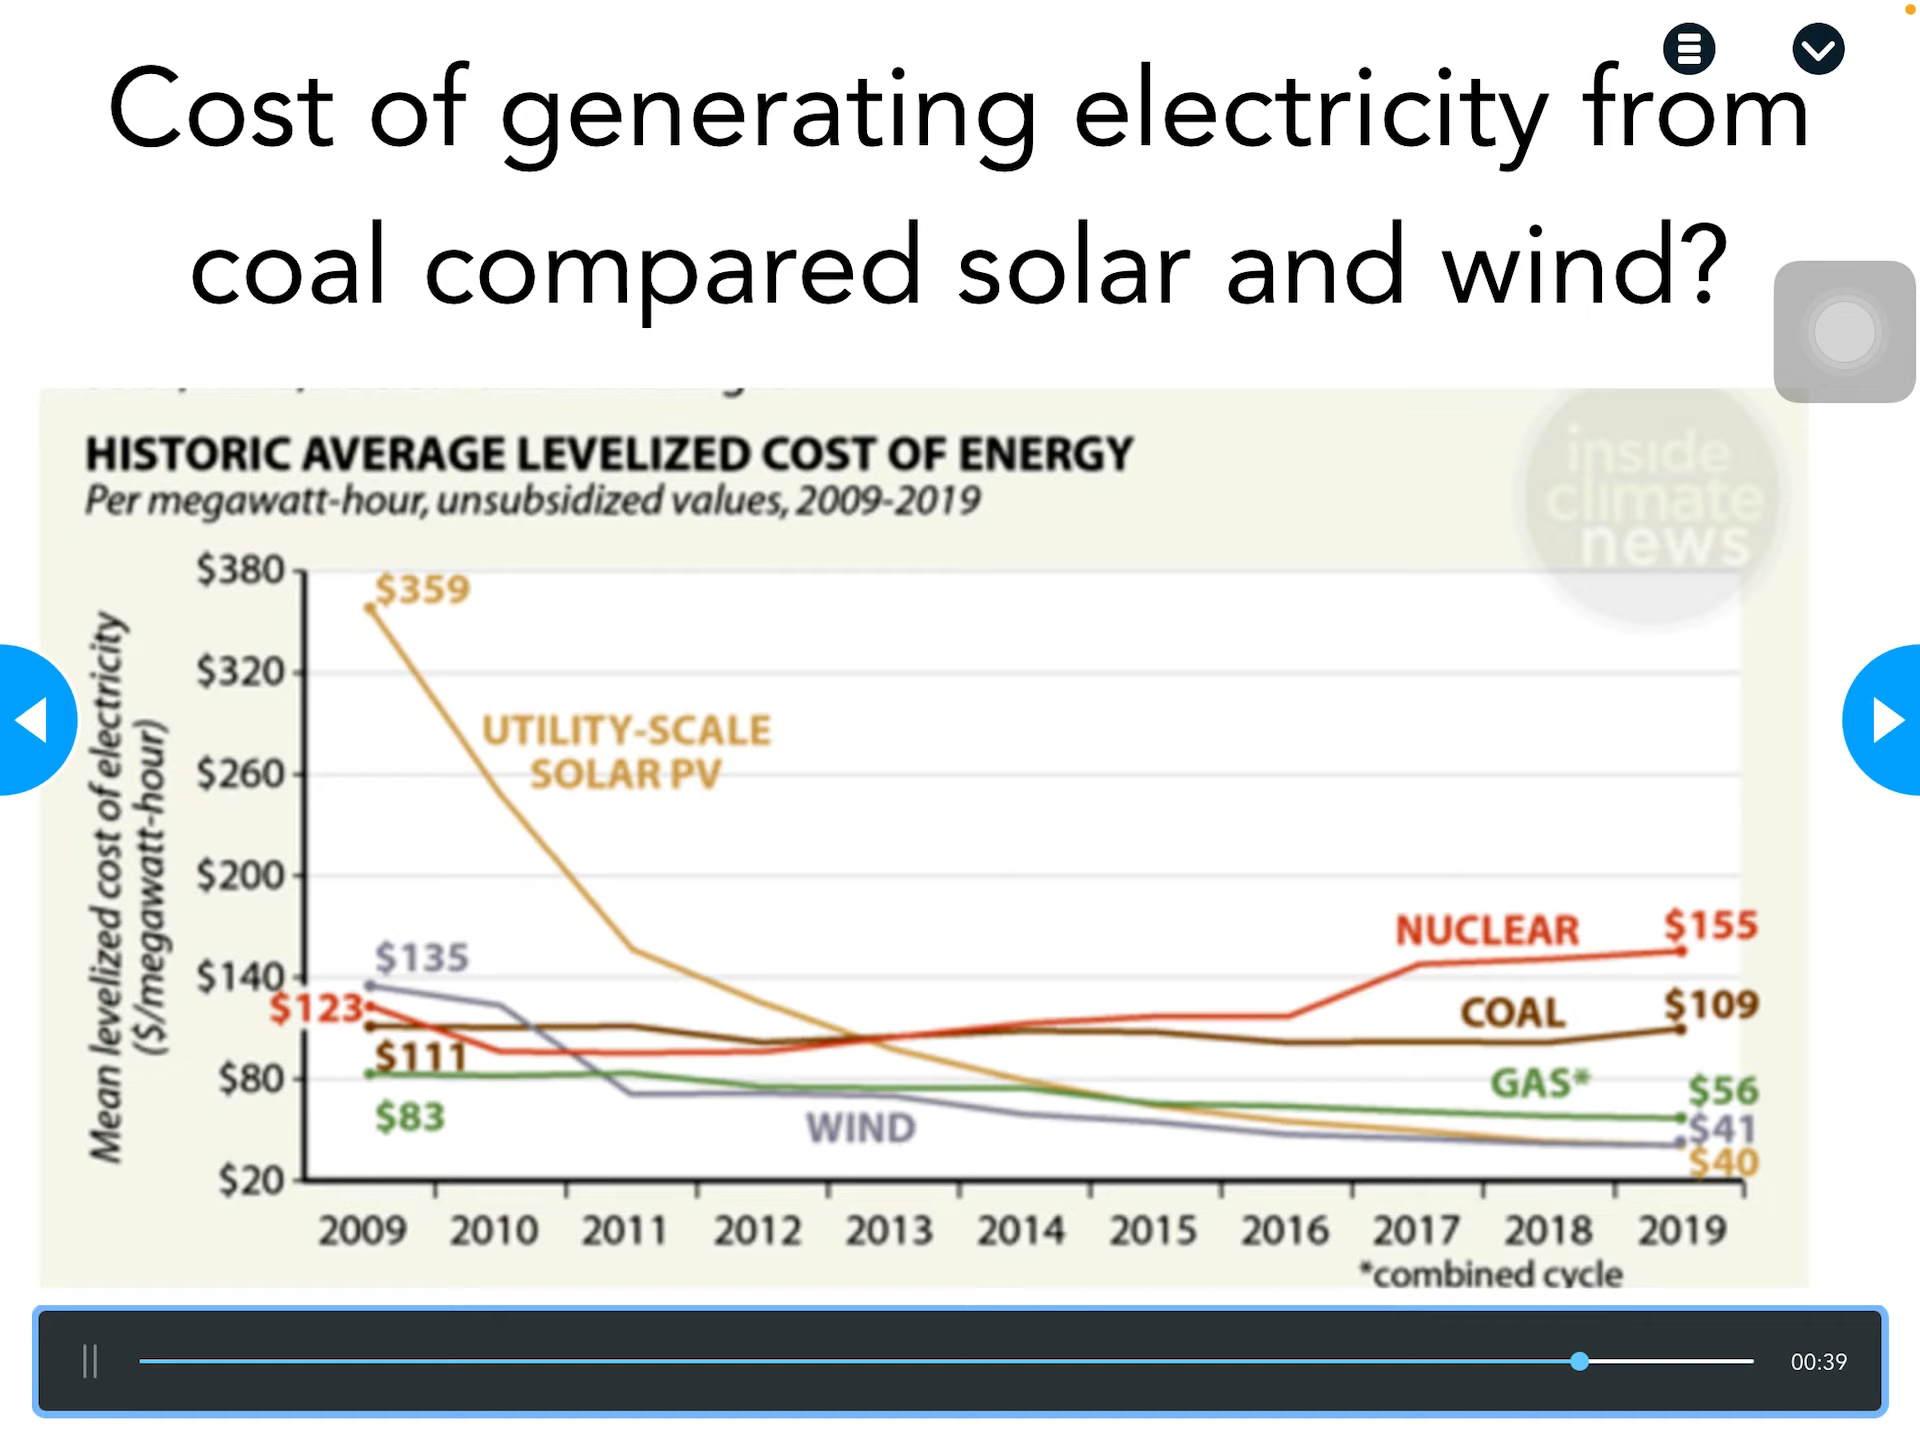 Cost of generating electricity from
coal compared solar and wind?
inside
climate
news
HISTORIC AVERAGE LEVELIZED COST OF ENERGY
Per megawatt-hour, unsubsidized values, 2009-2019
Mean levelized cost of electricity
($/megawatt-hour)
$380
$320
$260
$200
$140
$80
$20
$359
UTILITY-SCALE
SOLAR PV
$135
$123
$111
$83
WIND
NUCLEAR
$155
COAL
$109
GAS*
$56
$41
$40
2009 2010 2011 2012 2013 2014 2015 2016 2017 2018 2019
*combined cycle
00:39